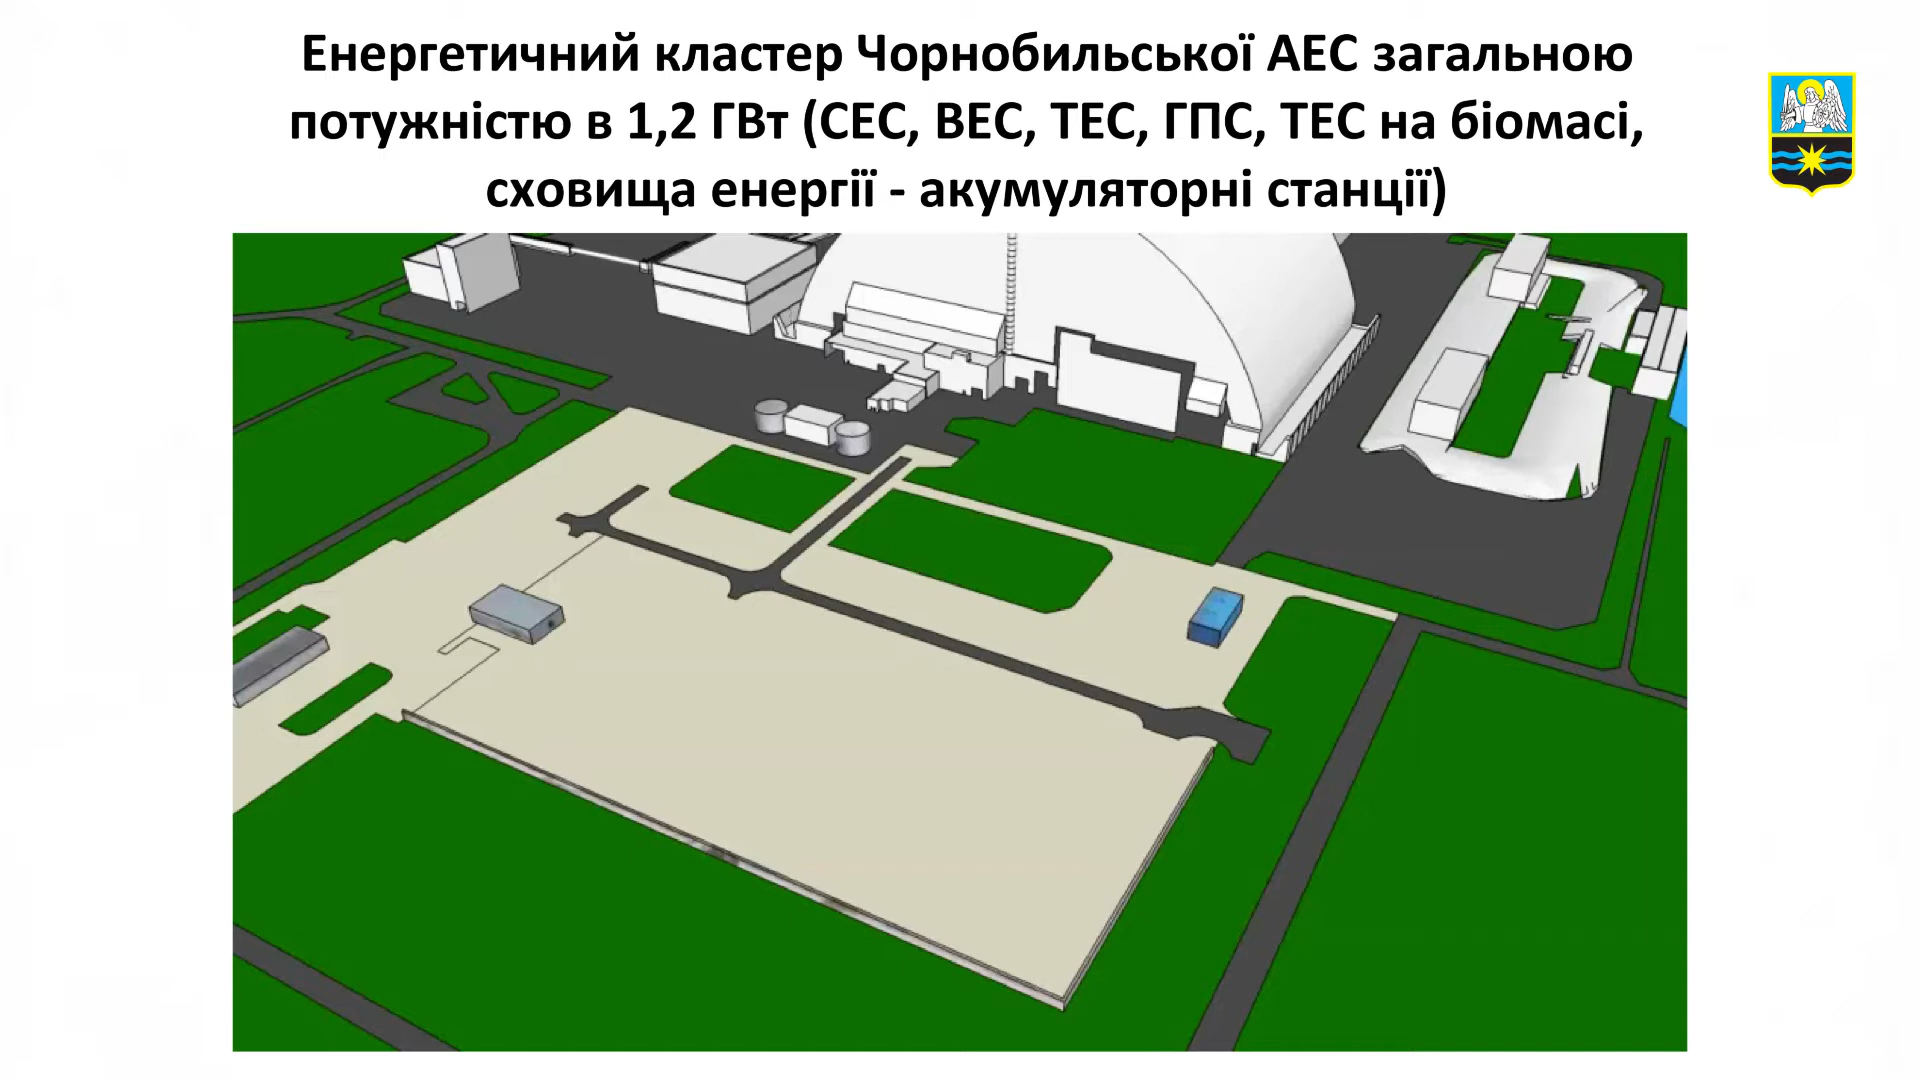 Енергетичний кластер Чорнобильської АЕС загальною
потужністю в 1,2 ГВт (СЕС, ВЕС, ТЕС, ГПС, ТЕС на біомасі,
сховища енергії - акумуляторні станції)